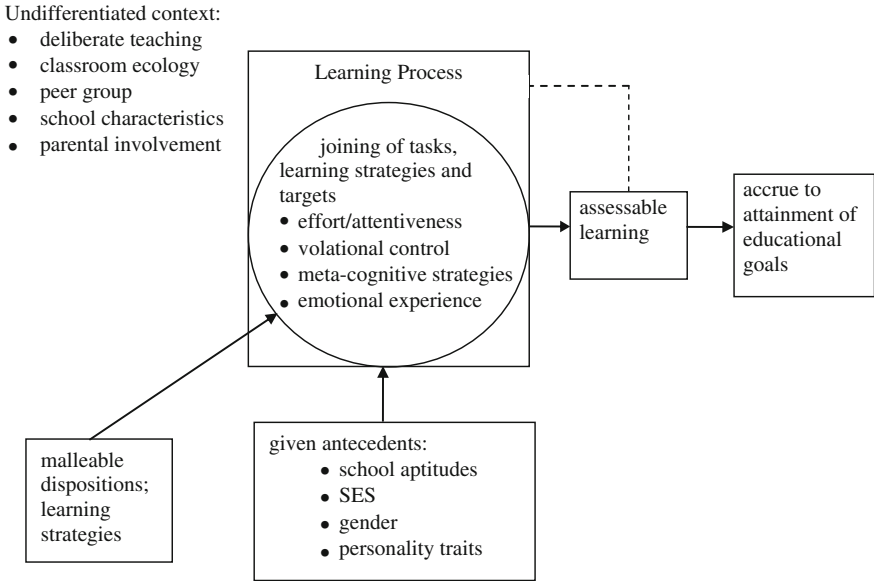 Undifferentiated context:
• deliberate teaching
• classroom ecology
• peer group
• school characteristics
• parental involvement
Learning Process
joining of tasks,
learning strategies and
targets
• effort/attentiveness
• volational control
• meta-cognitive strategies
• emotional experience
assessable
learning
accrue to
attainment of
educational
goals
malleable
dispositions;
learning
strategies
given antecedents:
• school aptitudes
• SES
• gender
• personality traits